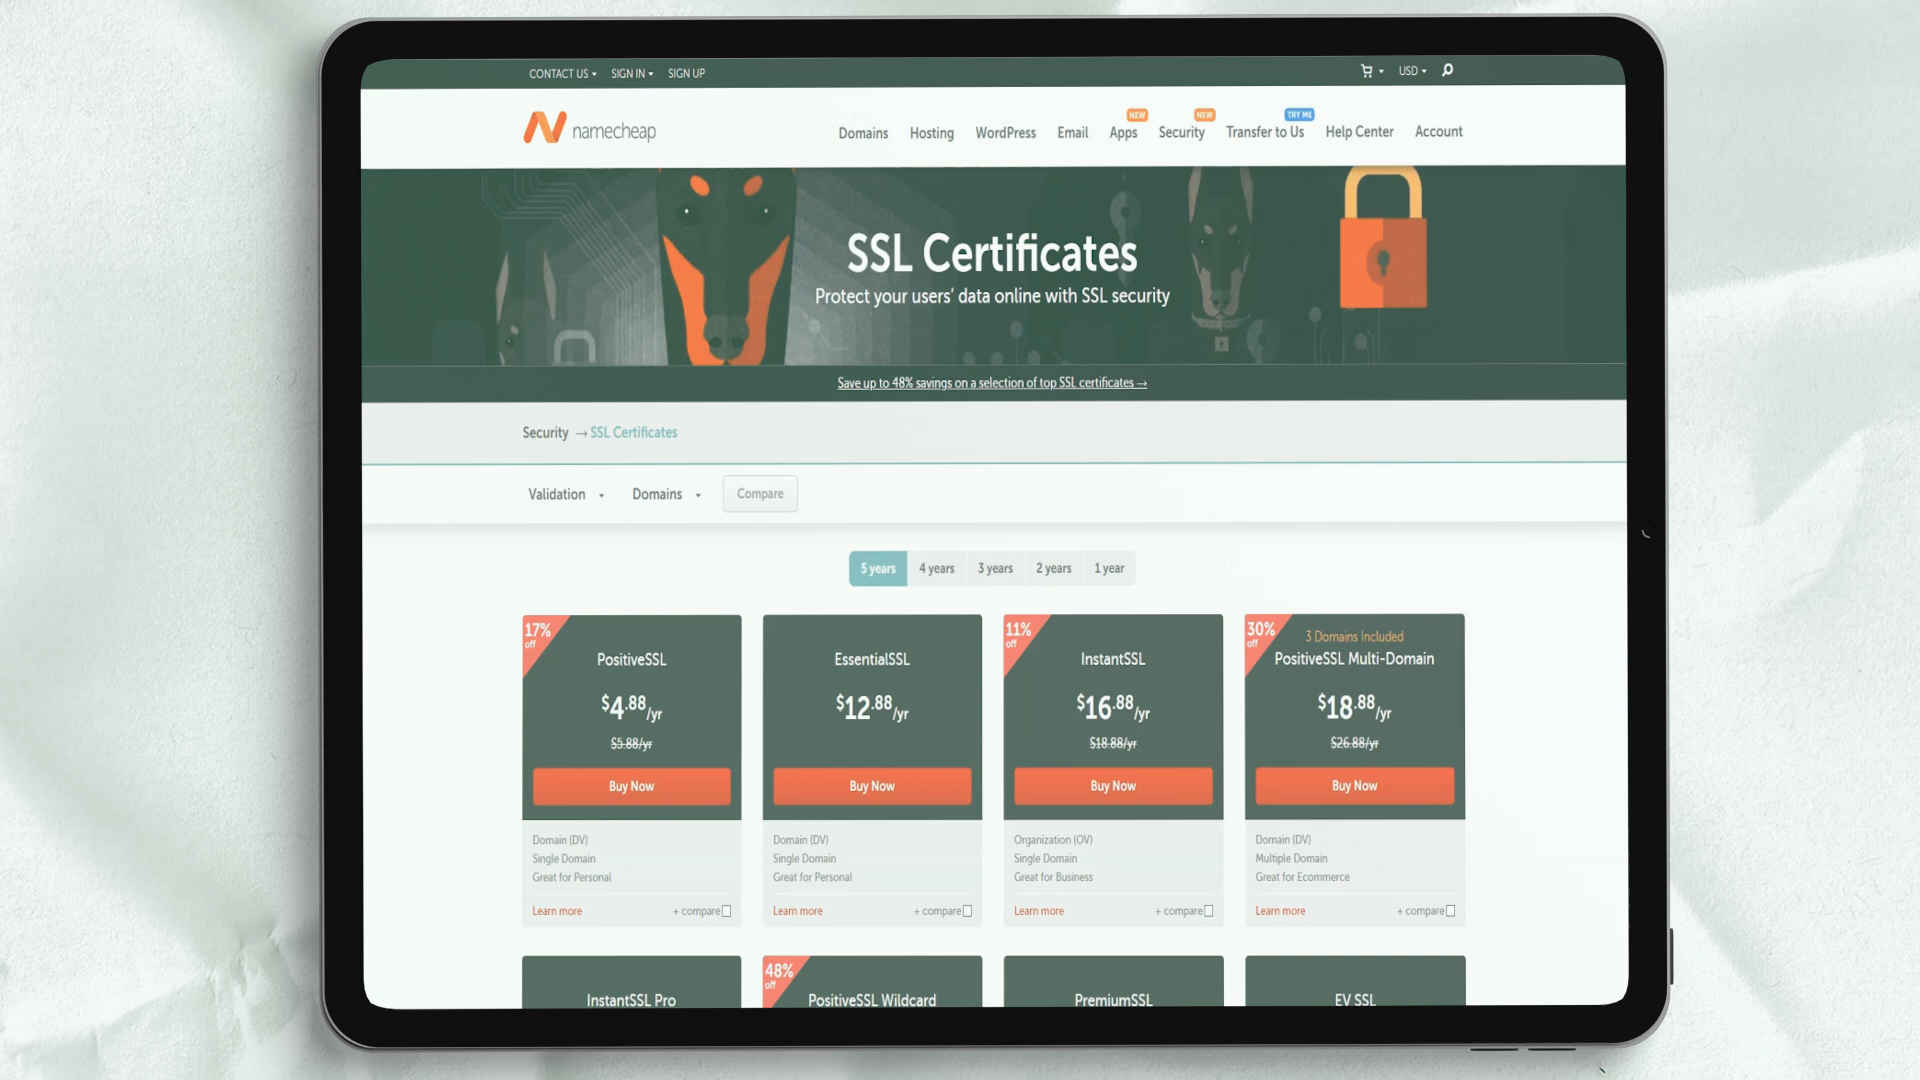 CONTACT US SIGN IN SIGN UP USD
namecheap
NEW NEW TRY ME
Domains Hosting WordPress Email Apps Security Transfer to Us Help Center Account
SSL Certificates
Protect your users' data online with SSL security
Save up to 48% savings on a selection of top SSL certificates →
Security → SSL Certificates
Validation Domains Compare
5 years 4 years 3 years 2 years 1 year
17% off
PositiveSSL
$4.88/yr
$5.88/yr
Buy Now
Domain (DV)
Single Domain
Great for Personal
Learn more + compare
EssentialSSL
$12.88/yr
Buy Now
Domain (DV)
Single Domain
Great for Personal
Learn more + compare
11% off
InstantSSL
$16.88/yr
$18.88/yr
Buy Now
Organization (OV)
Single Domain
Great for Business
Learn more + compare
30% off
3 Domains Included
PositiveSSL Multi-Domain
$18.88/yr
$26.88/yr
Buy Now
Domain (DV)
Multiple Domain
Great for Ecommerce
Learn more + compare
InstantSSL Pro
48% off
PositiveSSL Wildcard
PremiumSSL
EV SSL